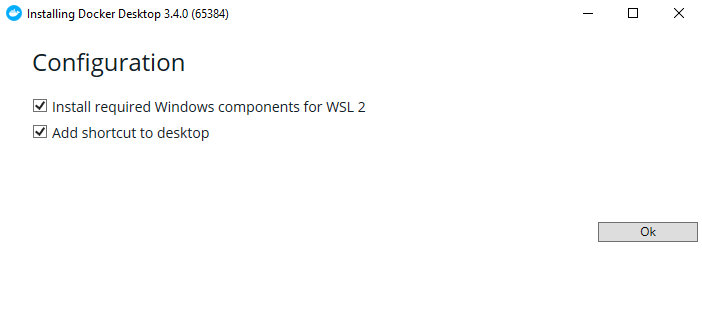 Installing Docker Desktop 3.4.0 (65384)
Configuration
Install required Windows components for WSL 2
Add shortcut to desktop
Ok